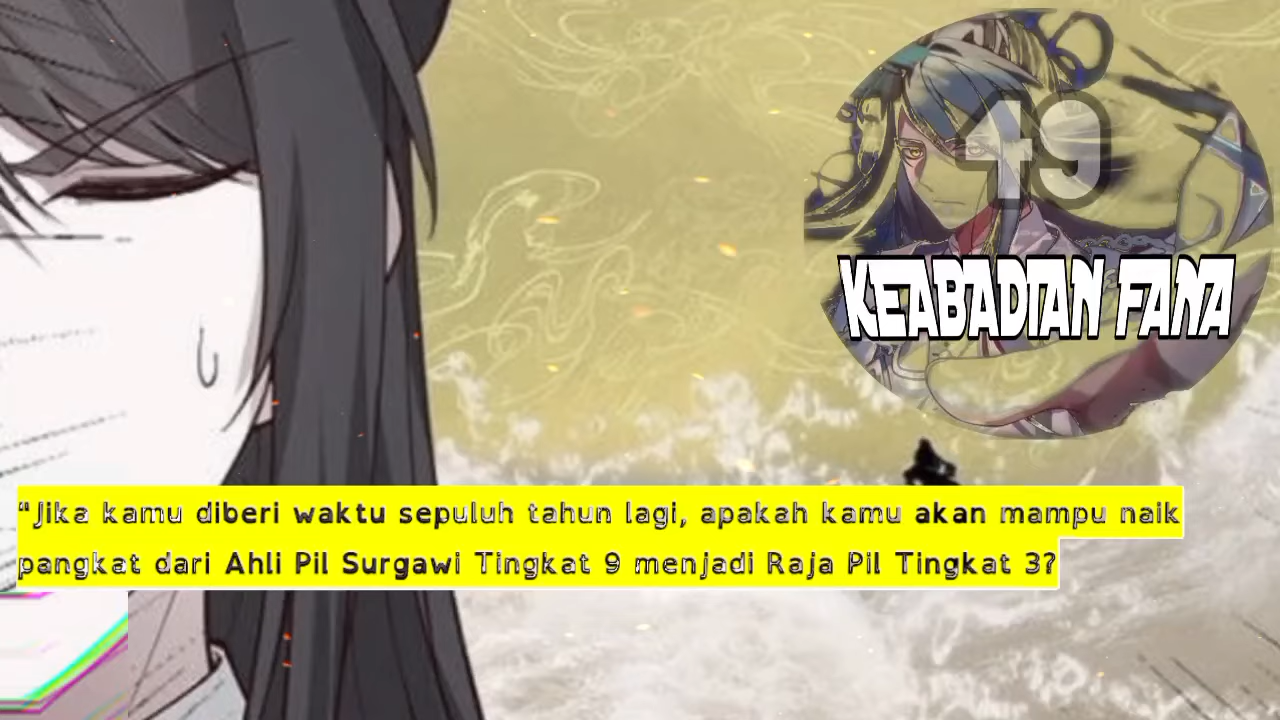 49
KEABADIAN FANA
"Jika kamu diberi waktu sepuluh tahun lagi, apakah kamu akan mampu naik
pangkat dari Ahli Pil Surgawi Tingkat 9 menjadi Raja Pil Tingkat 3?